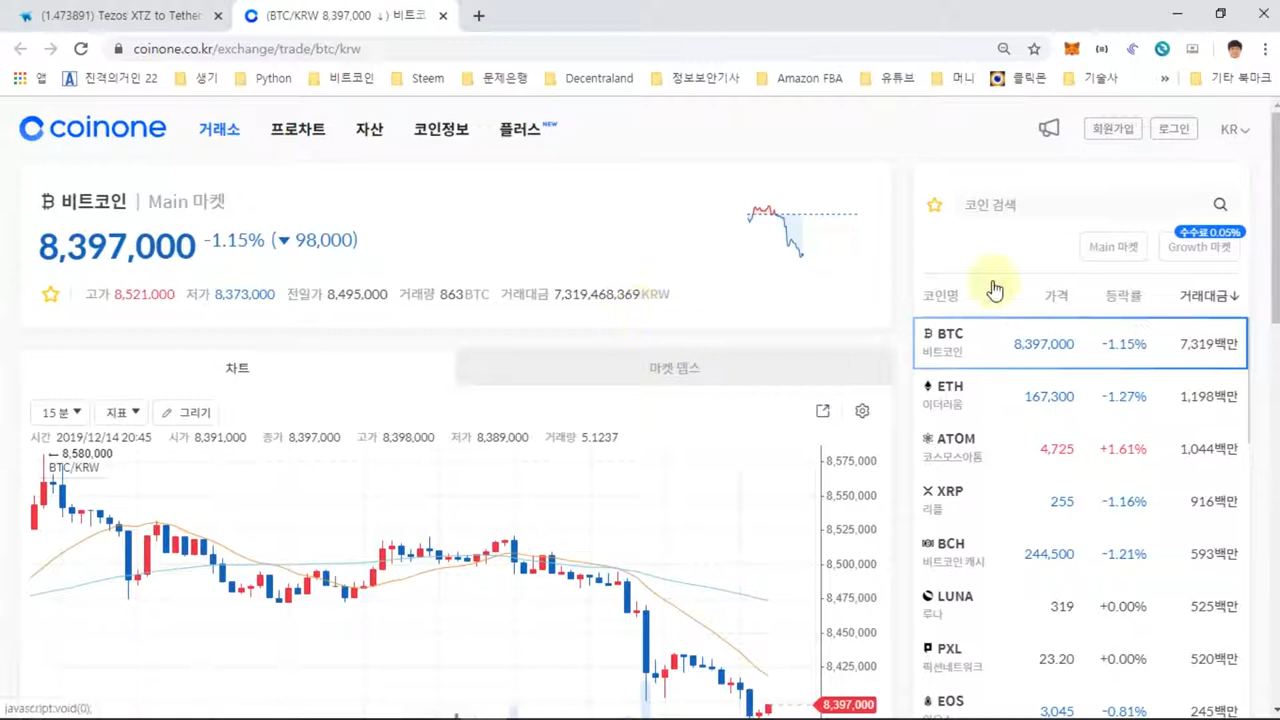 (1.473891) Tezos XTZ to Tether
(BTC/KRW 8,397,000 ↓) 비트코
coinone.co.kr/exchange/trade/btc/krw
앱 진격의거인 22 생기 Python 비트코인 Steem 문제은행 Decentraland 정보보안기사 Amazon FBA 유튜브 머니 클릭몬 기술사 » 기타 북마크
coinone 거래소 프로차트 자산 코인정보 플러스 NEW 회원가입 로그인 KR
비트코인 | Main 마켓
8,397,000 -1.15% (▼ 98,000)
고가 8,521,000 저가 8,373,000 전일가 8,495,000 거래량 863BTC 거래대금 7,319,468,369KRW
차트 마켓 뎁스
15 분 ▼ 지표 ▼ 그리기
시간 2019/12/14 20:45 시가 8,391,000 종가 8,397,000 고가 8,398,000 저가 8,389,000 거래량 5.1237
← 8,580,000
BTC/KRW
8,575,000
8,550,000
8,525,000
8,500,000
8,475,000
8,450,000
8,425,000
8,397,000
코인 검색
수수료 0.05%
Main 마켓 Growth 마켓
코인명 가격 등락률 거래대금↓
BTC 8,397,000 -1.15% 7,319백만
비트코인
ETH 167,300 -1.27% 1,198백만
이더리움
ATOM 4,725 +1.61% 1,044백만
코스모스아톰
XRP 255 -1.16% 916백만
리플
BCH 244,500 -1.21% 593백만
비트코인 캐시
LUNA 319 +0.00% 525백만
루나
PXL 23.20 +0.00% 520백만
픽션네트워크
EOS 3,045 -0.81% 245백만
javascript:void(0);